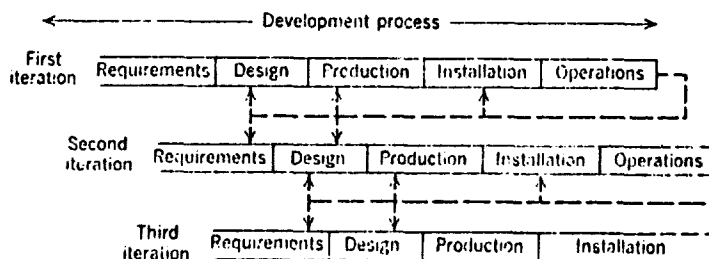 Development process
First iteration
Requirements Design Production Installation Operations
Second iteration
Requirements Design Production Installation Operations
Third iteration
Requirements Design Production Installation